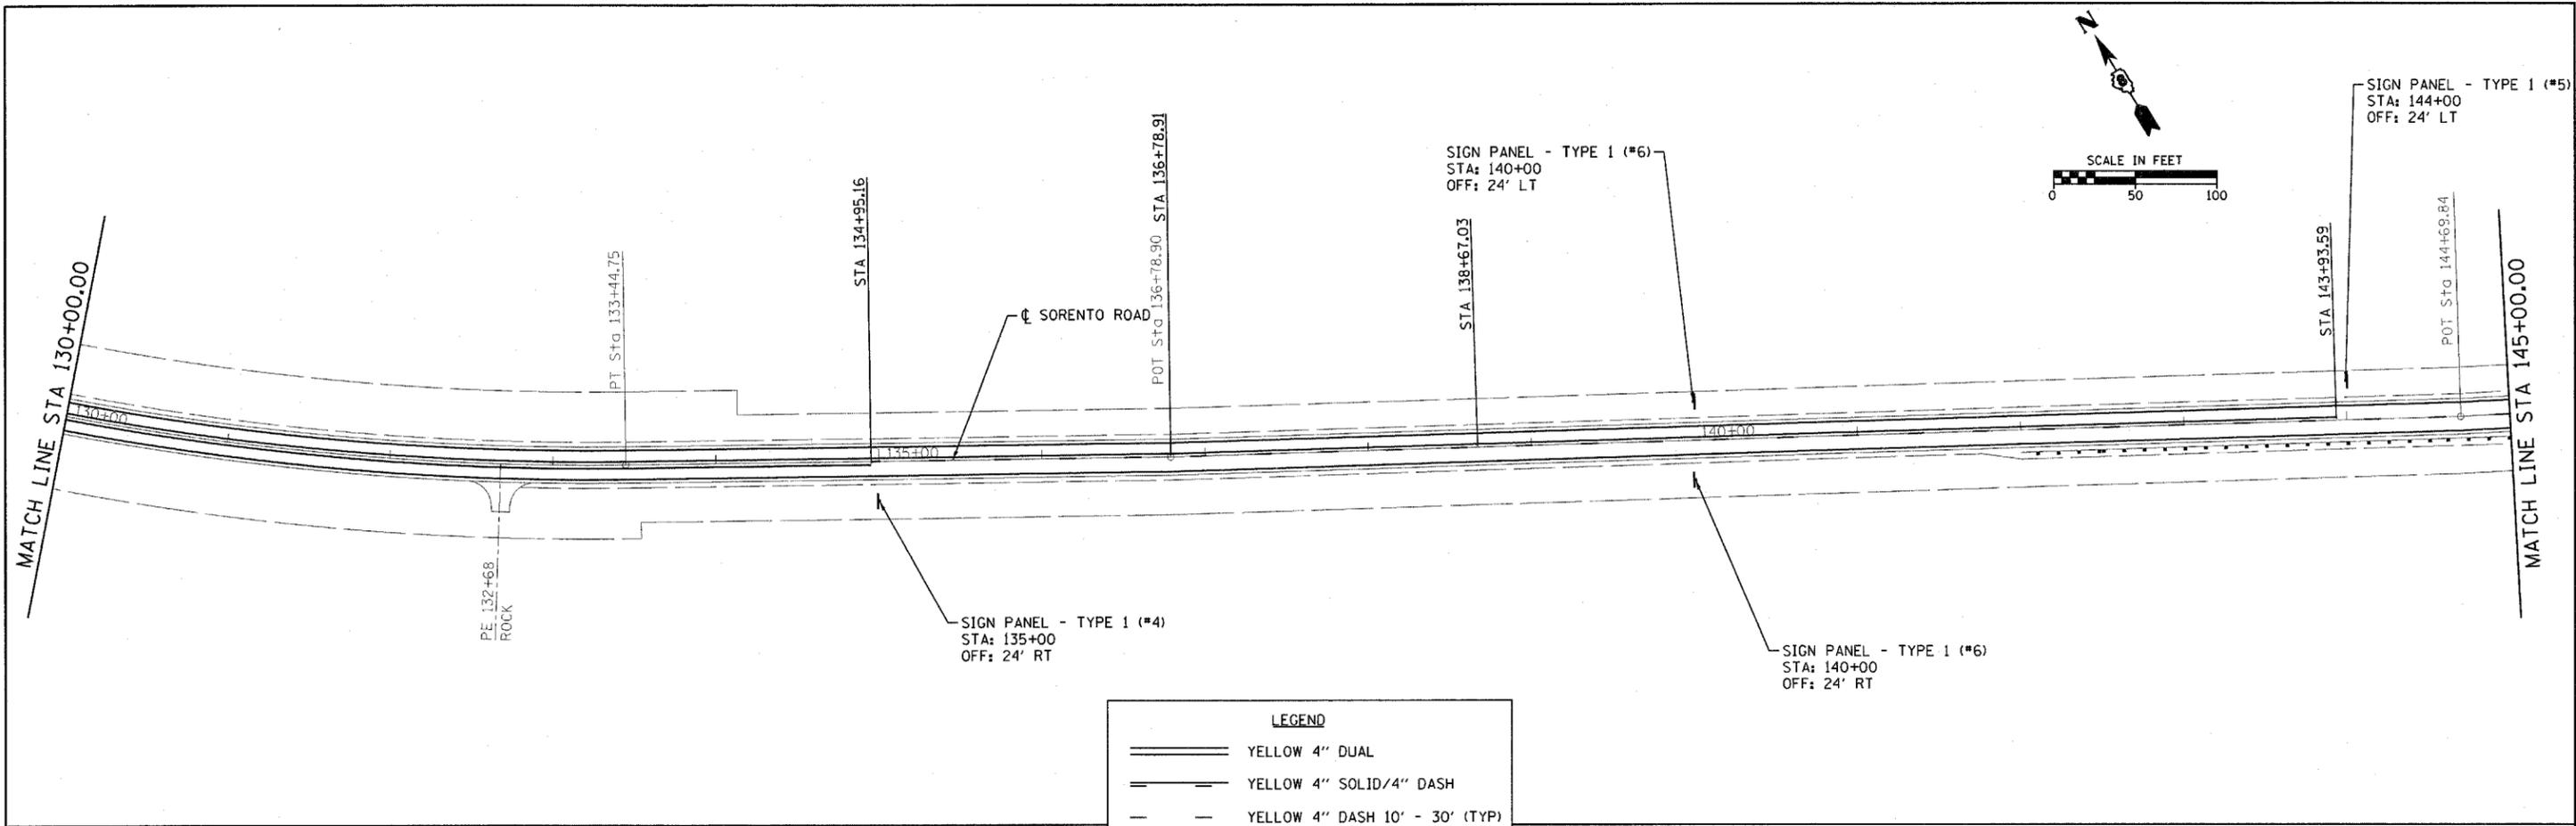 N
SIGN PANEL - TYPE 1 (#5)
STA: 144+00
OFF: 24' LT
SIGN PANEL - TYPE 1 (#6)
STA: 140+00
OFF: 24' LT
SCALE IN FEET
0 50 100
MATCH LINE STA 130+00.00
PT Sta 133+44.75
STA 134+95.16
POT Sta 136+78.90 STA 136+78.91
STA 138+67.03
STA 143+93.59
POT Sta 144+69.84
MATCH LINE STA 145+00.00
℄ SORENTO ROAD
130+00
135+00
140+00
PE 132+68
ROCK
SIGN PANEL - TYPE 1 (#4)
STA: 135+00
OFF: 24' RT
SIGN PANEL - TYPE 1 (#6)
STA: 140+00
OFF: 24' RT
LEGEND
YELLOW 4" DUAL
YELLOW 4" SOLID/4" DASH
YELLOW 4" DASH 10' - 30' (TYP)